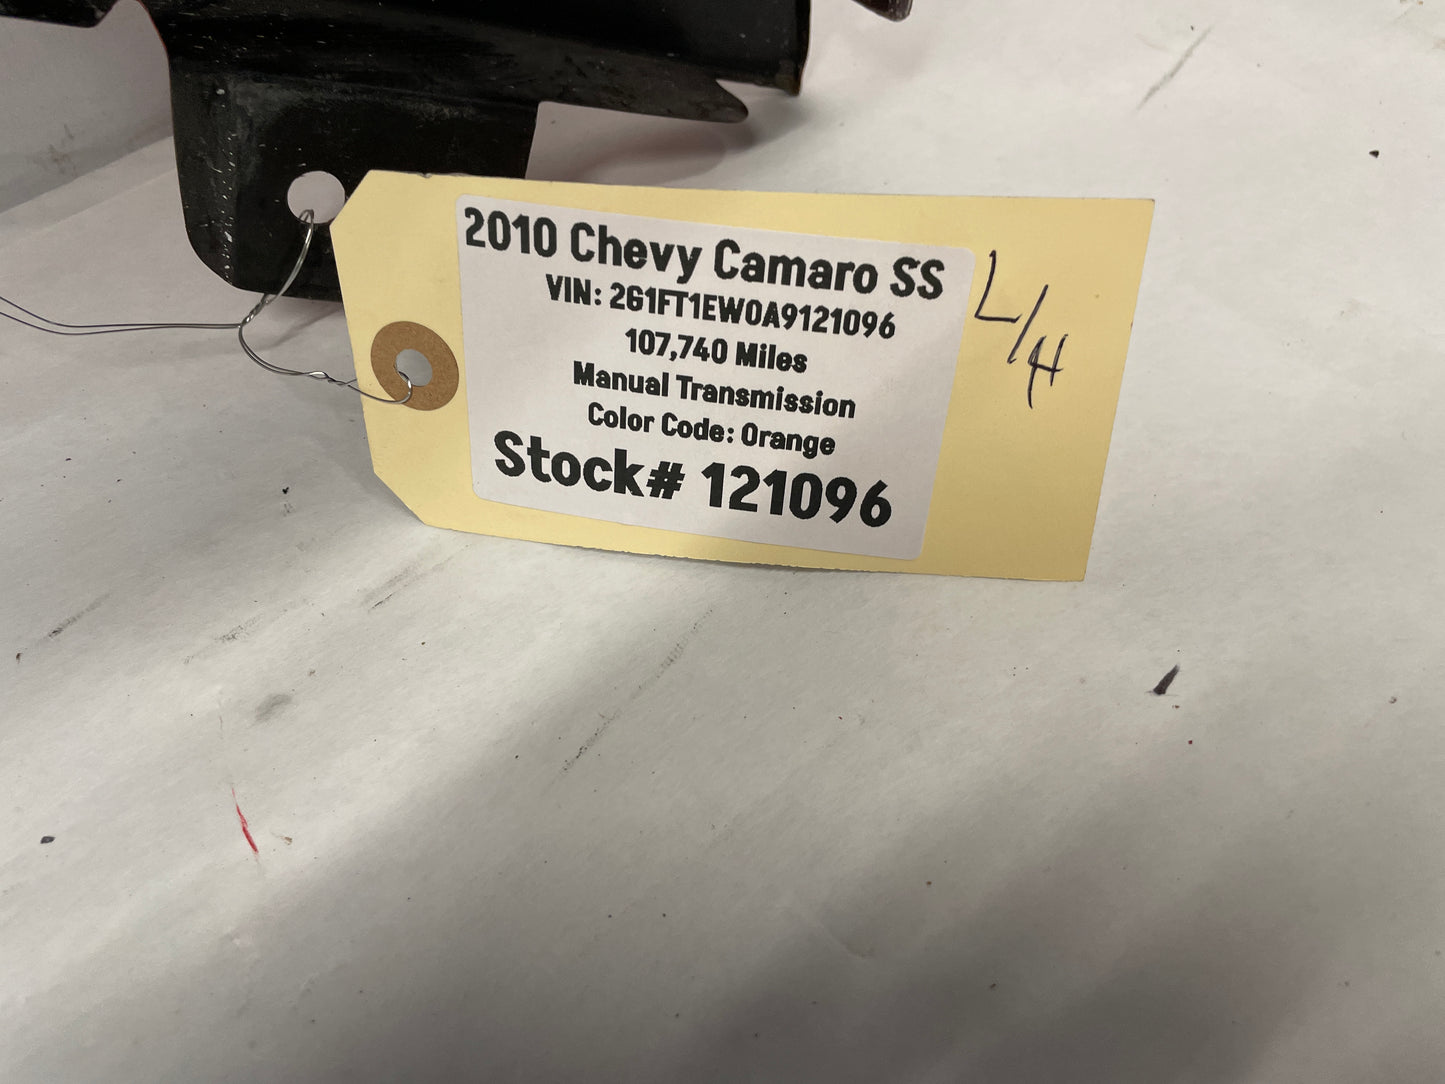 2010 Chevy Camaro SS
VIN: 2G1FT1EW0A9121096
107,740 Miles
Manual Transmission
Color Code: Orange
Stock# 121096
L/H